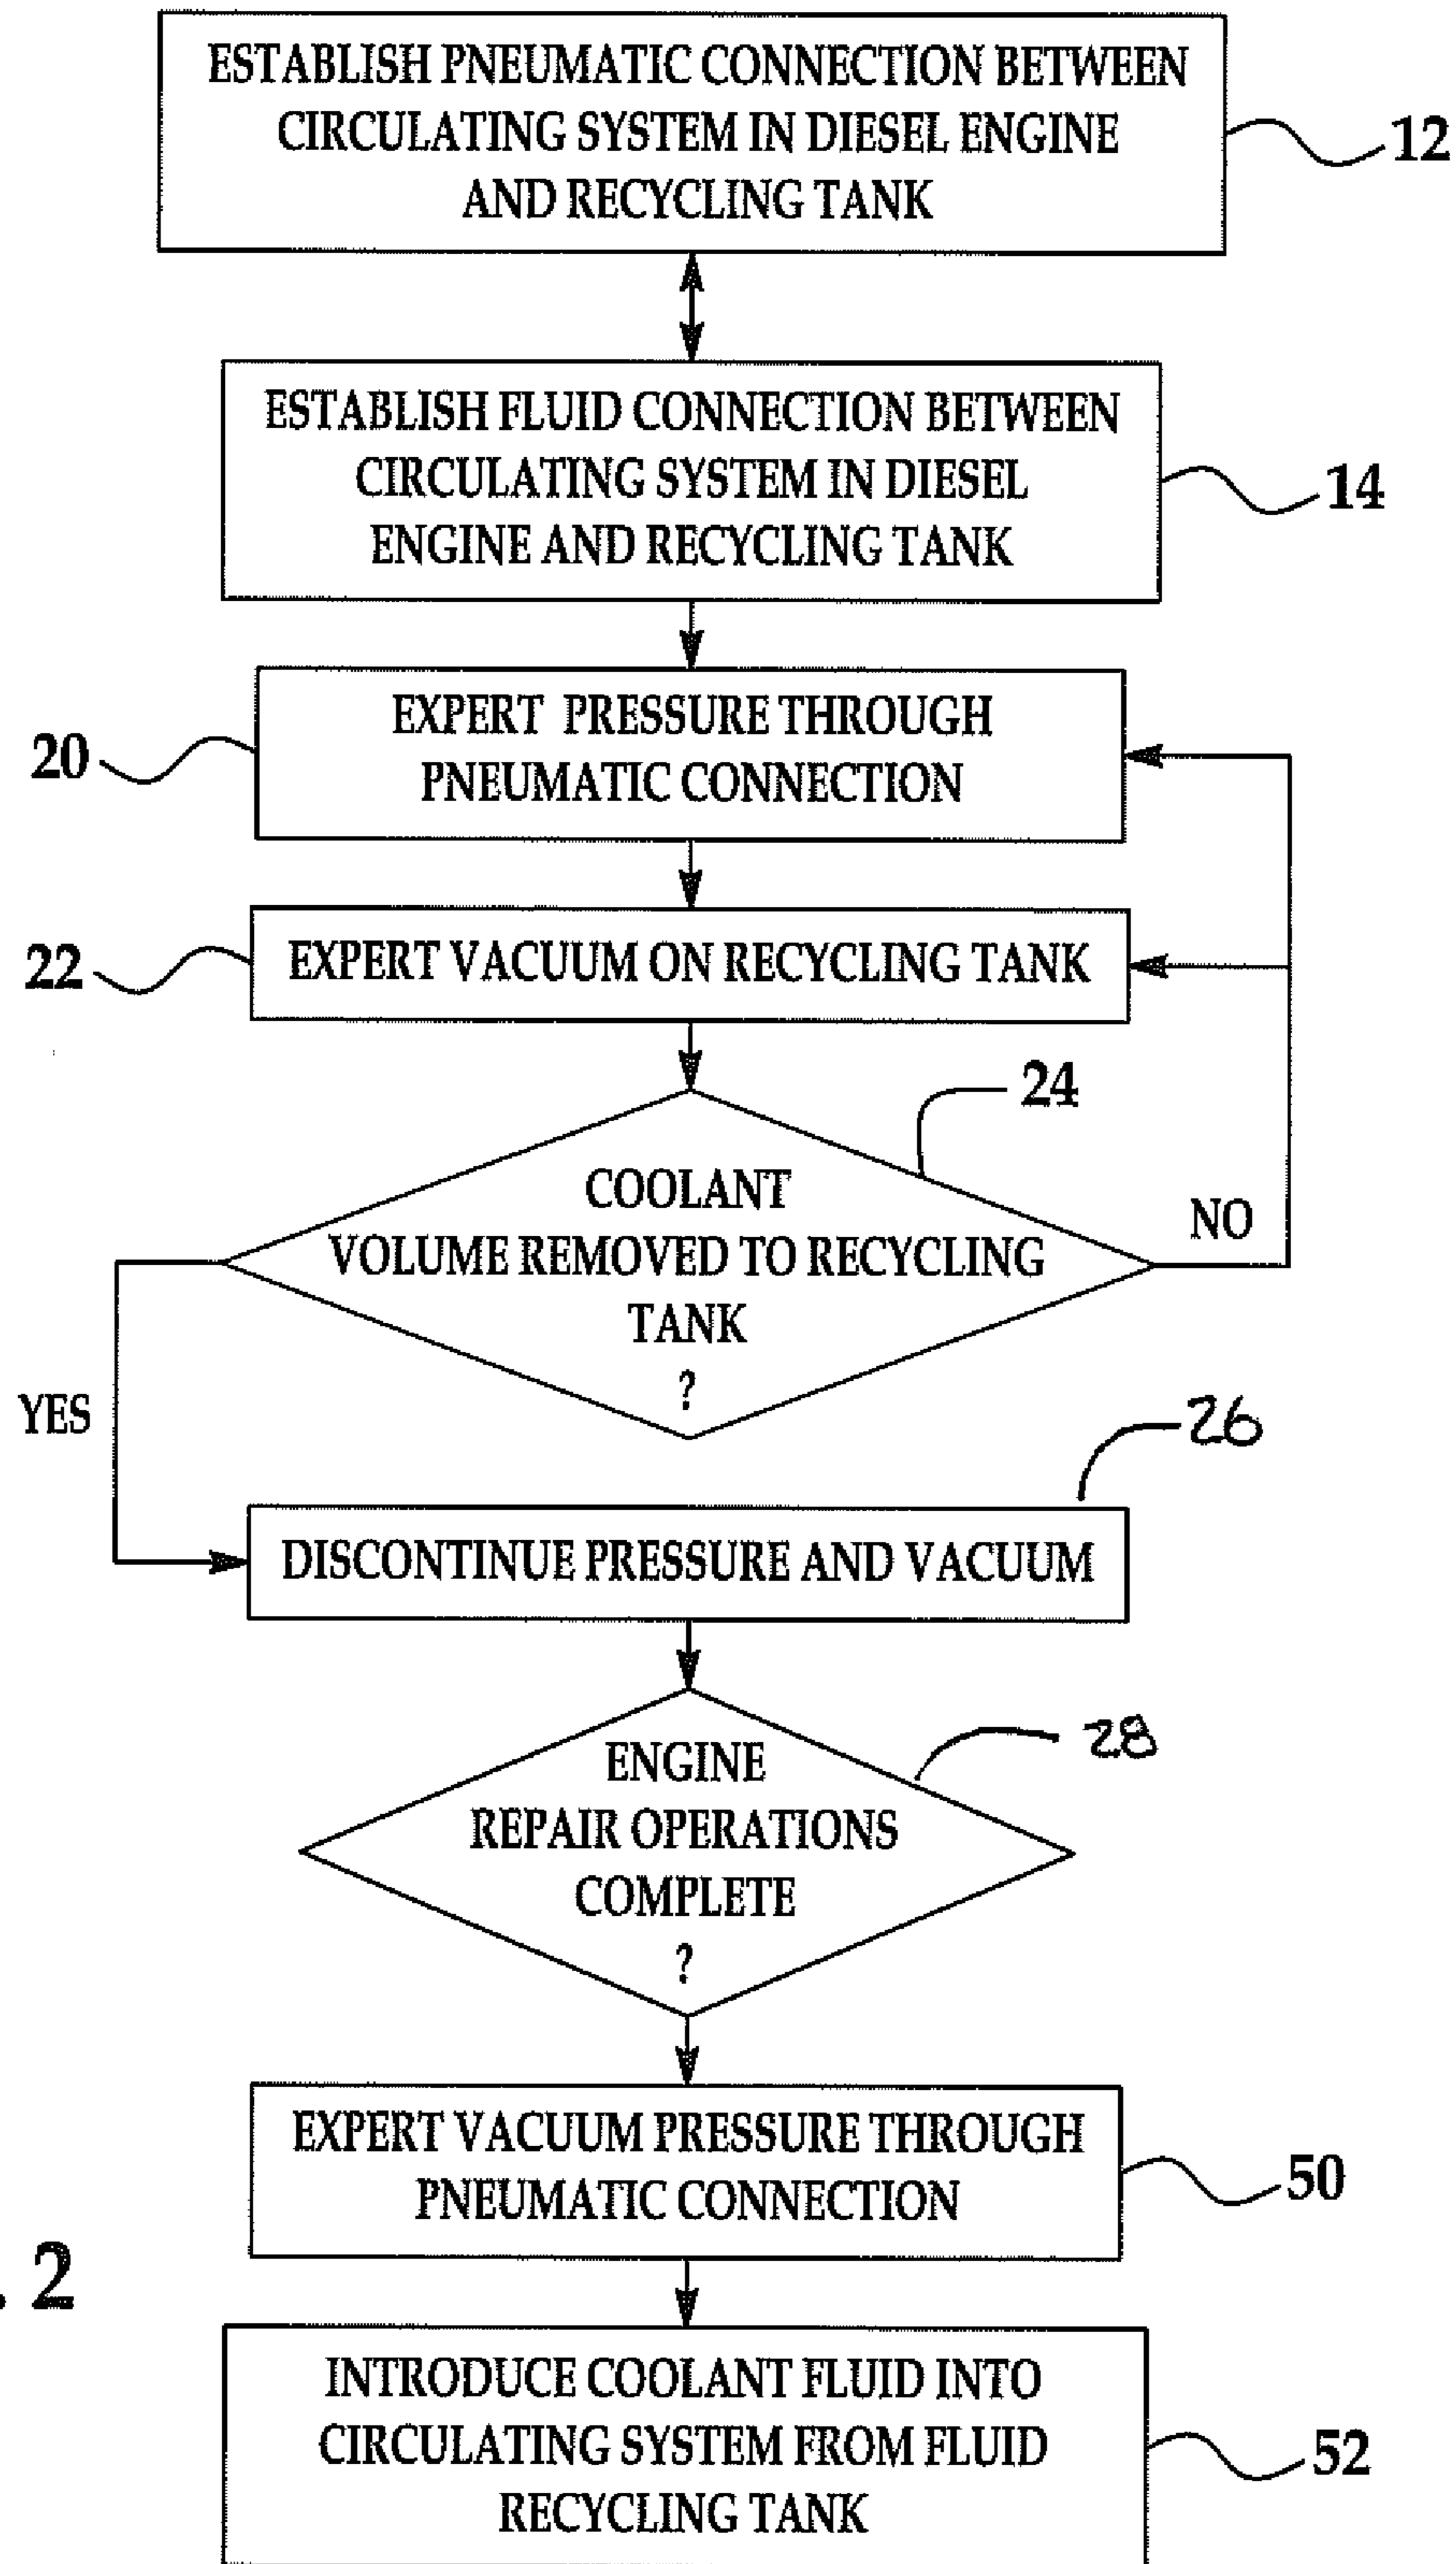 ESTABLISH PNEUMATIC CONNECTION BETWEEN
CIRCULATING SYSTEM IN DIESEL ENGINE
AND RECYCLING TANK
12
ESTABLISH FLUID CONNECTION BETWEEN
CIRCULATING SYSTEM IN DIESEL
ENGINE AND RECYCLING TANK
14
EXPERT PRESSURE THROUGH
PNEUMATIC CONNECTION
20
EXPERT VACUUM ON RECYCLING TANK
22
24
COOLANT
VOLUME REMOVED TO RECYCLING
TANK
?
NO
YES
26
DISCONTINUE PRESSURE AND VACUUM
28
ENGINE
REPAIR OPERATIONS
COMPLETE
?
EXPERT VACUUM PRESSURE THROUGH
PNEUMATIC CONNECTION
50
. 2
INTRODUCE COOLANT FLUID INTO
CIRCULATING SYSTEM FROM FLUID
RECYCLING TANK
52